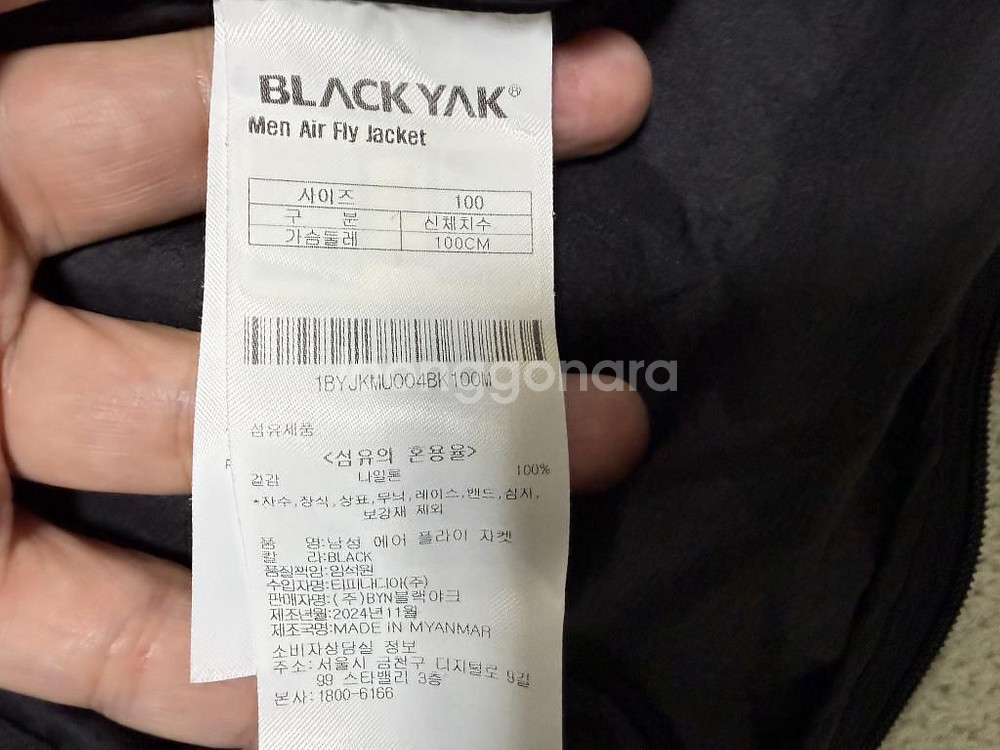 BLACKYAK®
Men Air Fly Jacket
사이즈 100
구 분 신체치수
가슴둘레 100CM
1BYJKMU004BK100M
ggonara
섬유제품
<섬유의 혼용율>
겉감 나일론 100%
*자수,장식,상표,무늬,레이스,밴드,심지,
보강재 제외
품 명:남성 에어 플라이 자켓
칼 라:BLACK
품질책임:임석원
수입자명:티피나디아(주)
판매자명:(주)BYN블랙야크
제조년월:2024년11월
제조국명:MADE IN MYANMAR
소비자상담실 정보
주소:서울시 금천구 디지털로 9길
99 스타밸리 3층
본사:1800-6166